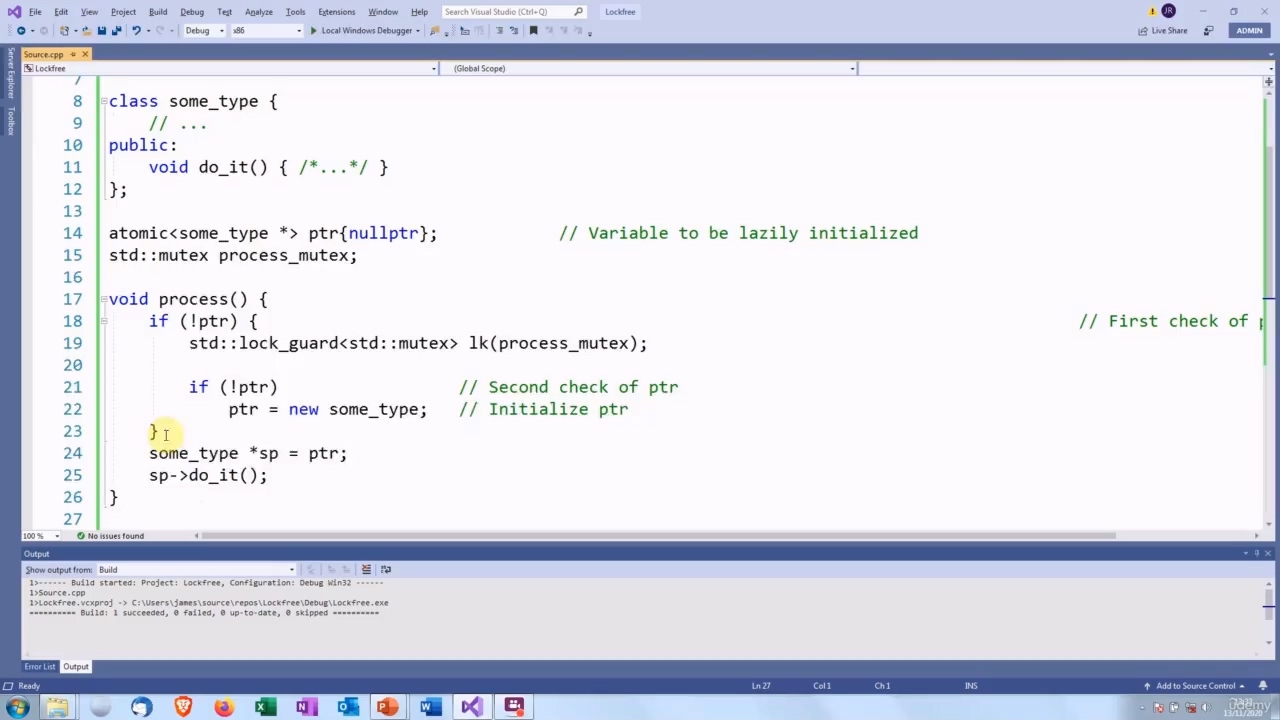 File Edit View Project Build Debug Test Analyze Tools Extensions Window Help Search Visual Studio (Ctrl+Q) Lockfree JR
Debug x86 Local Windows Debugger Live Share ADMIN
Server Explorer
Toolbox
Source.cpp
Lockfree (Global Scope)
7
8 class some_type {
9 // ...
10 public:
11 void do_it() { /*...*/ }
12 };
13
14 atomic<some_type *> ptr{nullptr}; // Variable to be lazily initialized
15 std::mutex process_mutex;
16
17 void process() {
18 if (!ptr) { // First check of p
19 std::lock_guard<std::mutex> lk(process_mutex);
20
21 if (!ptr) // Second check of ptr
22 ptr = new some_type; // Initialize ptr
23 }
24 some_type *sp = ptr;
25 sp->do_it();
26 }
27
100 % No issues found
Output
Show output from: Build
1>------ Build started: Project: Lockfree, Configuration: Debug Win32 ------
1>Source.cpp
1>Lockfree.vcxproj -> C:\Users\james\source\repos\Lockfree\Debug\Lockfree.exe
========== Build: 1 succeeded, 0 failed, 0 up-to-date, 0 skipped ==========
Error List Output
Ready Ln 27 Col 1 Ch 1 INS Add to Source Control
13/11/2020
udemy